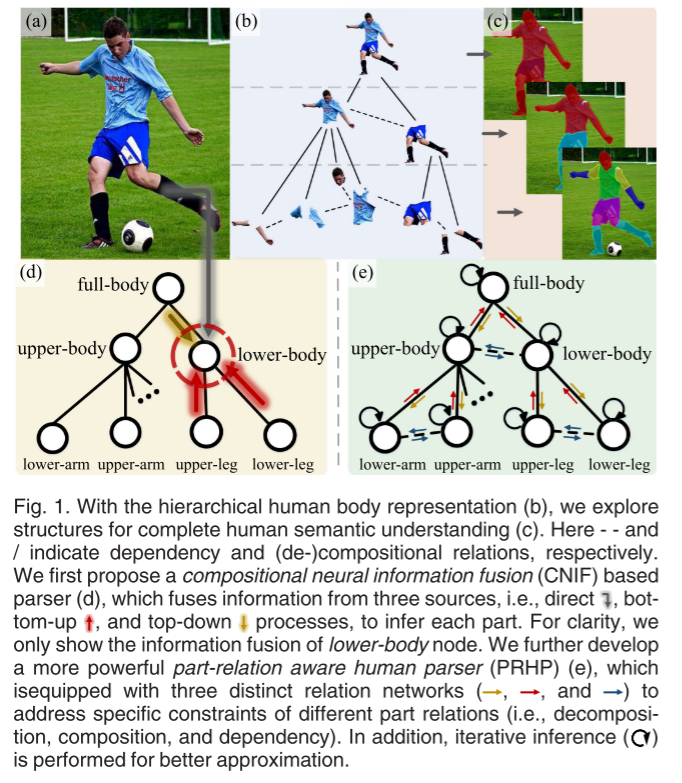 (a)
(b)
(c)
(d)
full-body
upper-body
lower-body
lower-arm upper-arm upper-leg lower-leg
(e)
full-body
upper-body
lower-body
lower-arm upper-arm upper-leg lower-leg
Fig. 1. With the hierarchical human body representation (b), we explore
structures for complete human semantic understanding (c). Here - - and
/ indicate dependency and (de-)compositional relations, respectively.
We first propose a compositional neural information fusion (CNIF) based
parser (d), which fuses information from three sources, i.e., direct , bot-
tom-up , and top-down processes, to infer each part. For clarity, we
only show the information fusion of lower-body node. We further develop
a more powerful part-relation aware human parser (PRHP) (e), which
isequipped with three distinct relation networks (→, →, and →) to
address specific constraints of different part relations (i.e., decomposi-
tion, composition, and dependency). In addition, iterative inference (↻)
is performed for better approximation.